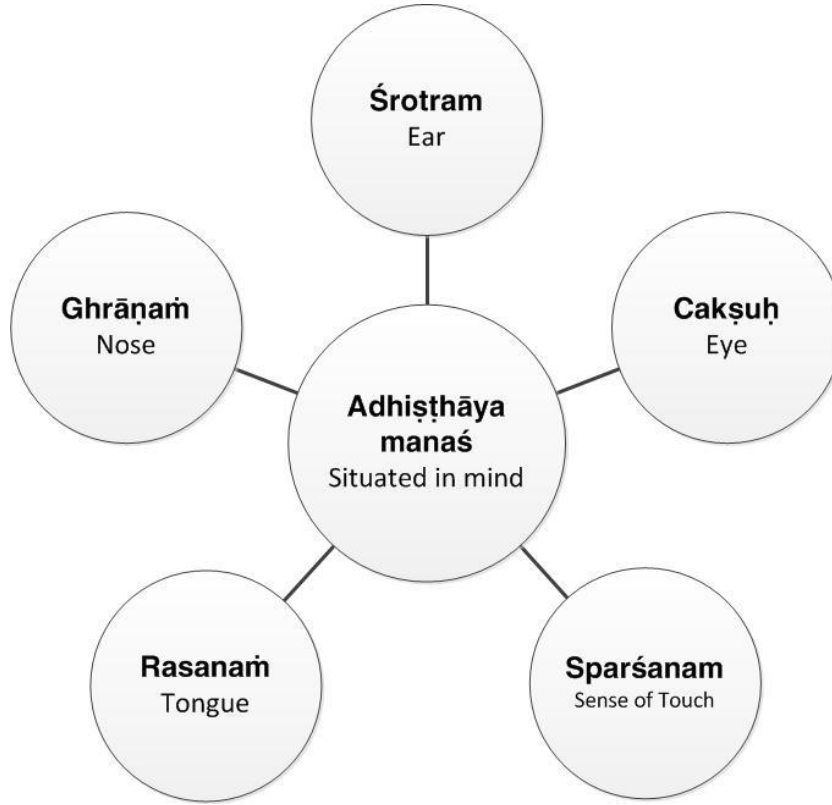 Śrotram
Ear
Ghrāṇaṁ
Nose
Cakṣuḥ
Eye
Adhiṣṭhāya
manaś
Situated in mind
Rasanaṁ
Tongue
Sparśanam
Sense of Touch